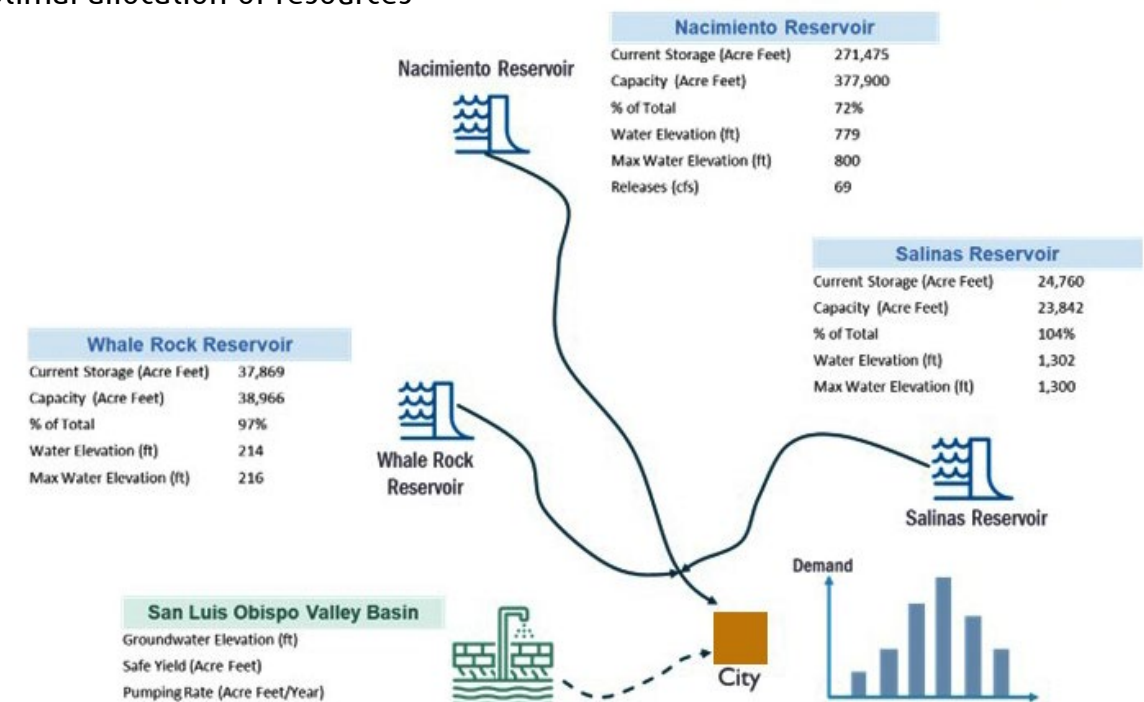 optimal allocation of resources
Nacimiento Reservoir
Nacimiento Reservoir
Current Storage (Acre Feet) 271,475
Capacity (Acre Feet) 377,900
% of Total 72%
Water Elevation (ft) 779
Max Water Elevation (ft) 800
Releases (cfs) 69
Salinas Reservoir
Current Storage (Acre Feet) 24,760
Capacity (Acre Feet) 23,842
% of Total 104%
Water Elevation (ft) 1,302
Max Water Elevation (ft) 1,300
Whale Rock Reservoir
Current Storage (Acre Feet) 37,869
Capacity (Acre Feet) 38,966
% of Total 97%
Water Elevation (ft) 214
Max Water Elevation (ft) 216
Whale Rock
Reservoir
Salinas Reservoir
Demand
San Luis Obispo Valley Basin
Groundwater Elevation (ft)
Safe Yield (Acre Feet)
Pumping Rate (Acre Feet/Year)
City